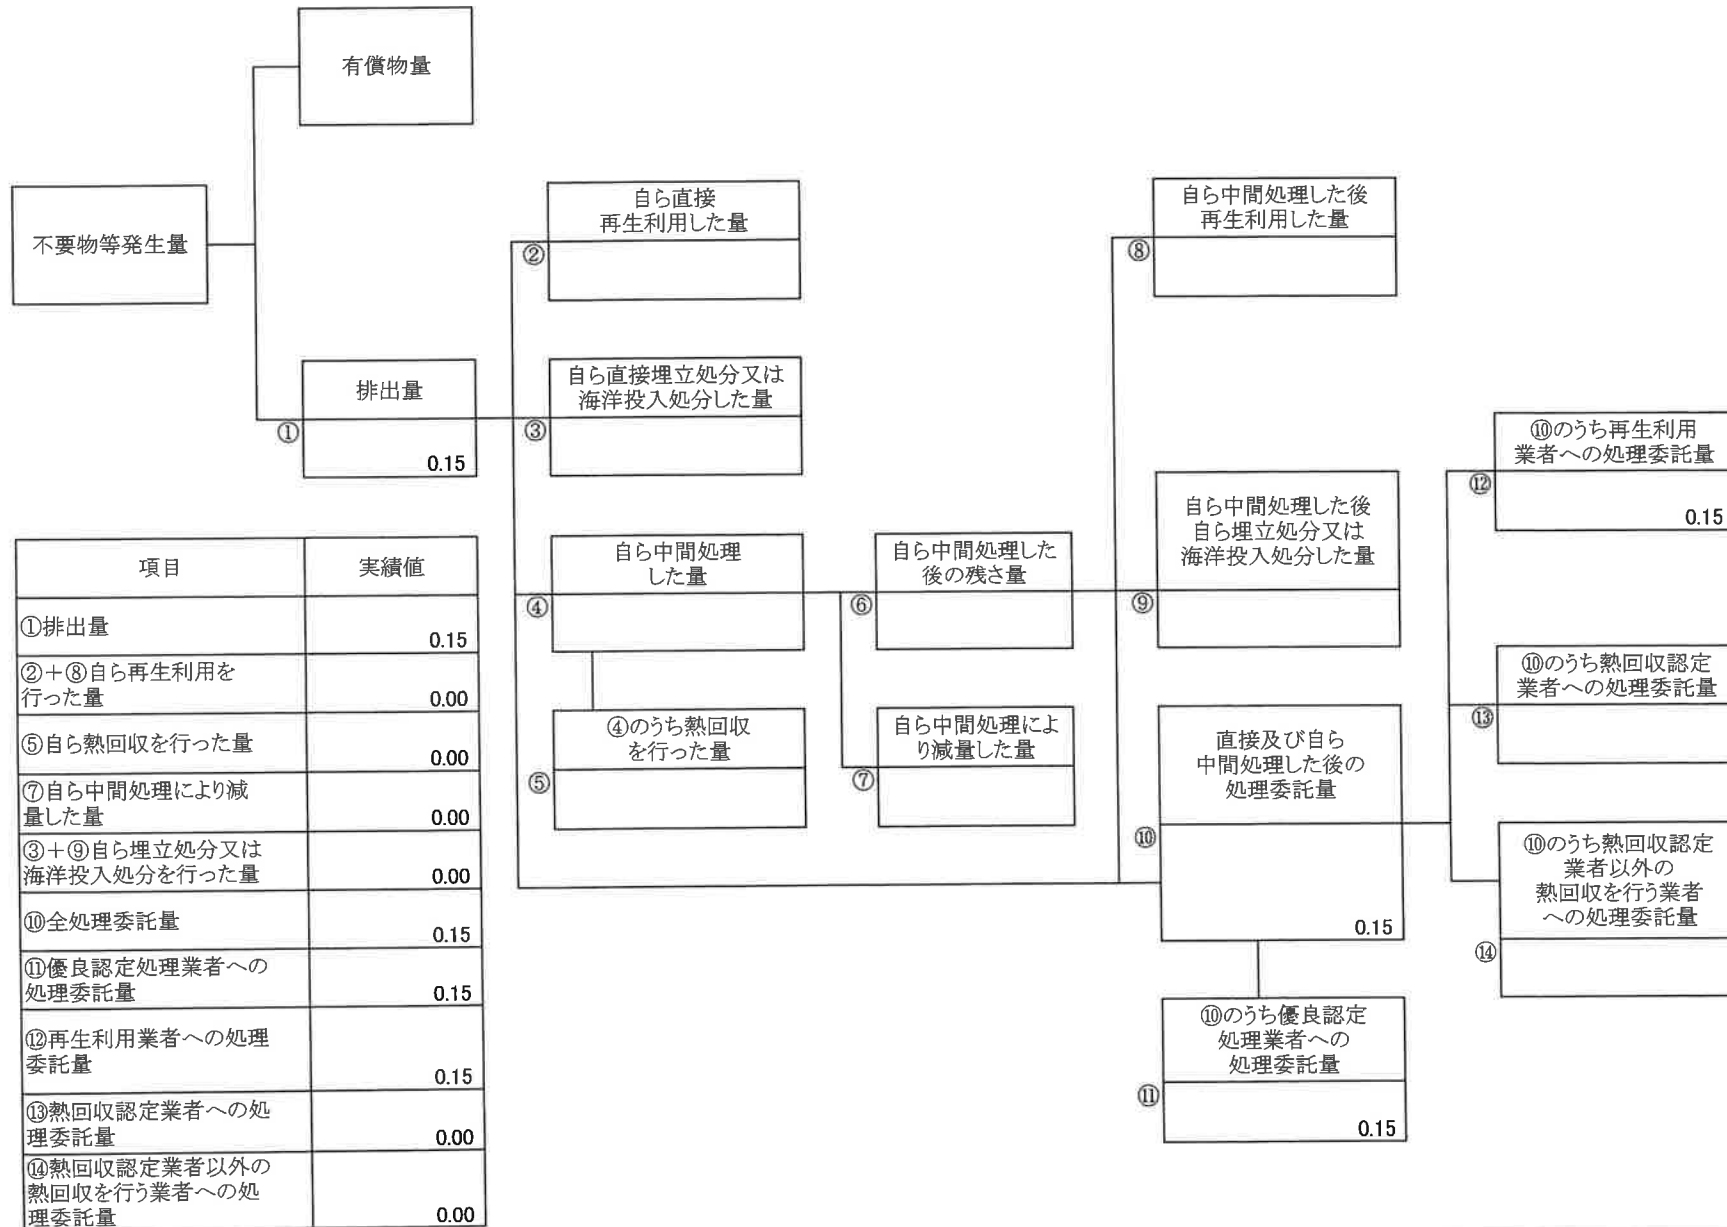 有償物量
不要物等発生量
自ら直接
再生利用した量
②
自ら中間処理した後
再生利用した量
⑧
排出量
①
0.15
自ら直接埋立処分又は
海洋投入処分した量
③
⑩のうち再生利用
業者への処理委託量
⑫
0.15
自ら中間処理
した量
④
自ら中間処理した
後の残さ量
⑥
自ら中間処理した後
自ら埋立処分又は
海洋投入処分した量
⑨
④のうち熱回収
を行った量
⑤
自ら中間処理によ
り減量した量
⑦
直接及び自ら
中間処理した後の
処理委託量
⑩
0.15
⑩のうち熱回収認定
業者への処理委託量
⑬
⑩のうち熱回収認定
業者以外の
熱回収を行う業者
への処理委託量
⑭
⑩のうち優良認定
処理業者への
処理委託量
⑪
0.15
項目 実績値
①排出量
0.15
②+⑧自ら再生利用を
行った量
0.00
⑤自ら熱回収を行った量
0.00
⑦自ら中間処理により減
量した量
0.00
③+⑨自ら埋立処分又は
海洋投入処分を行った量
0.00
⑩全処理委託量
0.15
⑪優良認定処理業者への
処理委託量
0.15
⑫再生利用業者への処理
委託量
0.15
⑬熱回収認定業者への処
理委託量
0.00
⑭熱回収認定業者以外の
熱回収を行う業者への処
理委託量
0.00